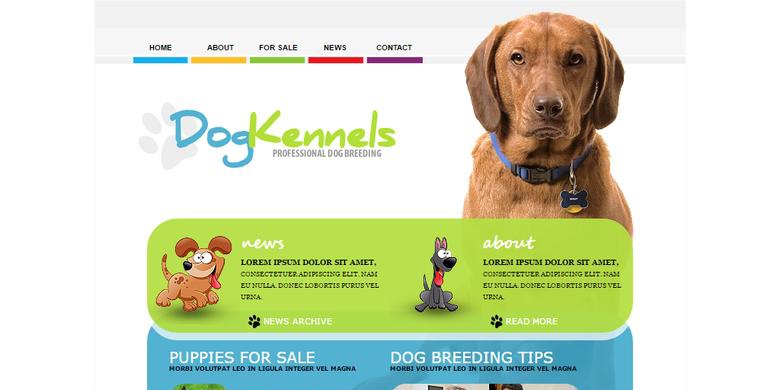 HOME ABOUT FOR SALE NEWS CONTACT
DogKennels
PROFESSIONAL DOG BREEDING
news
LOREM IPSUM DOLOR SIT AMET,
CONSECTETUER ADIPISCING ELIT. NAM
EU NULLA. DONEC LOBORTIS PURUS VEL
URNA.
NEWS ARCHIVE
about
LOREM IPSUM DOLOR SIT AMET,
CONSECTETUER ADIPISCING ELIT. NAM
EU NULLA. DONEC LOBORTIS PURUS VEL
URNA.
READ MORE
PUPPIES FOR SALE
MORBI VOLUTPAT LEO IN LIGULA INTEGER VEL MAGNA
DOG BREEDING TIPS
MORBI VOLUTPAT LEO IN LIGULA INTEGER VEL MAGNA